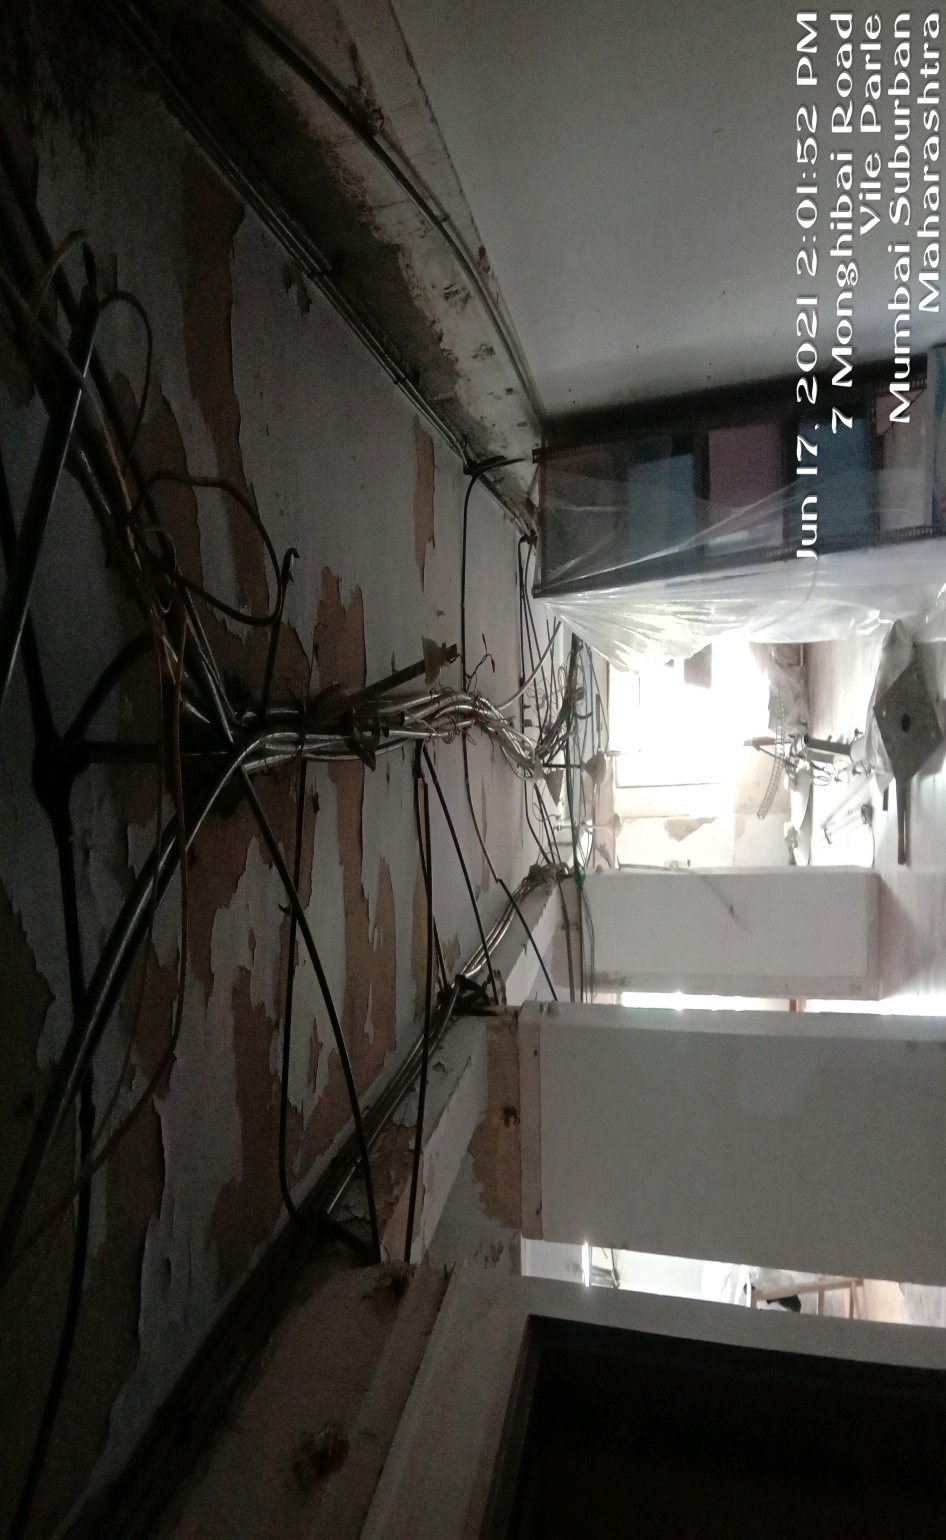 Jun 17, 2021 2:01:52 PM
7 Monghibai Road
Vile Parle
Mumbai Suburban
Maharashtra